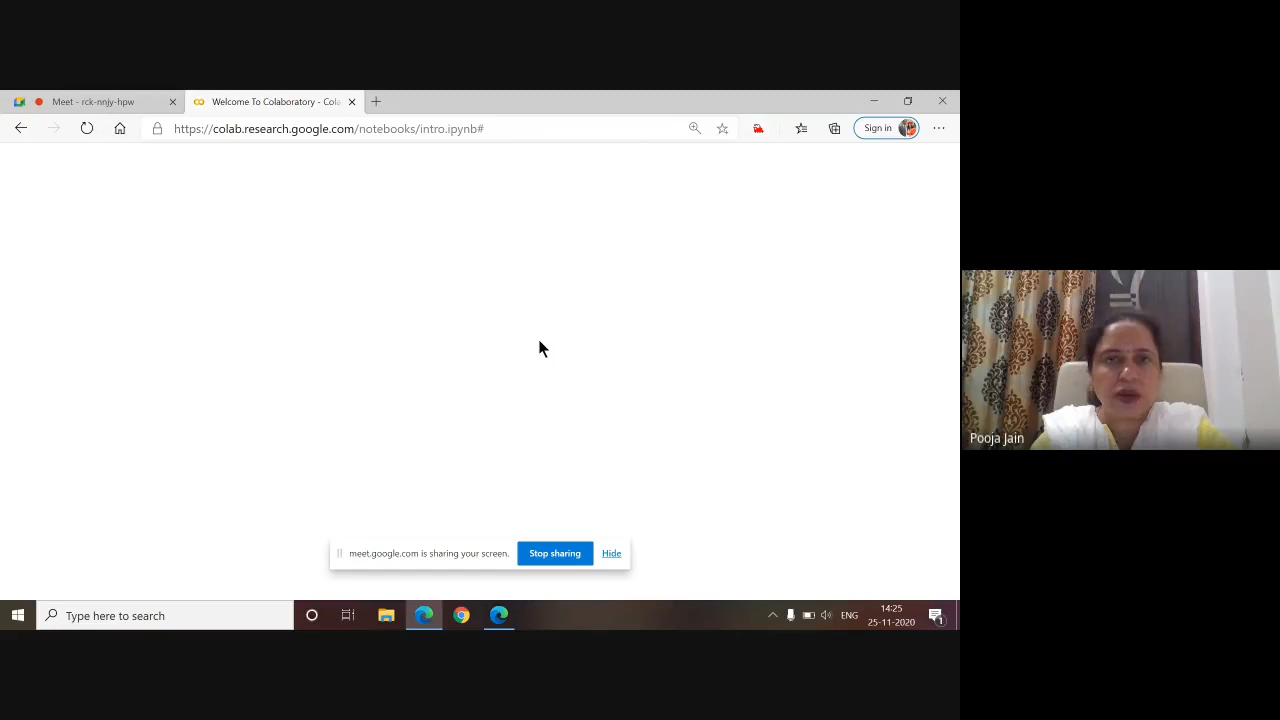 Meet - rck-nnjy-hpw
Welcome To Colaboratory - Cola
https://colab.research.google.com/notebooks/intro.ipynb#
Sign in
Pooja Jain
meet.google.com is sharing your screen.
Stop sharing
Hide
Type here to search
ENG
14:25
25-11-2020
1